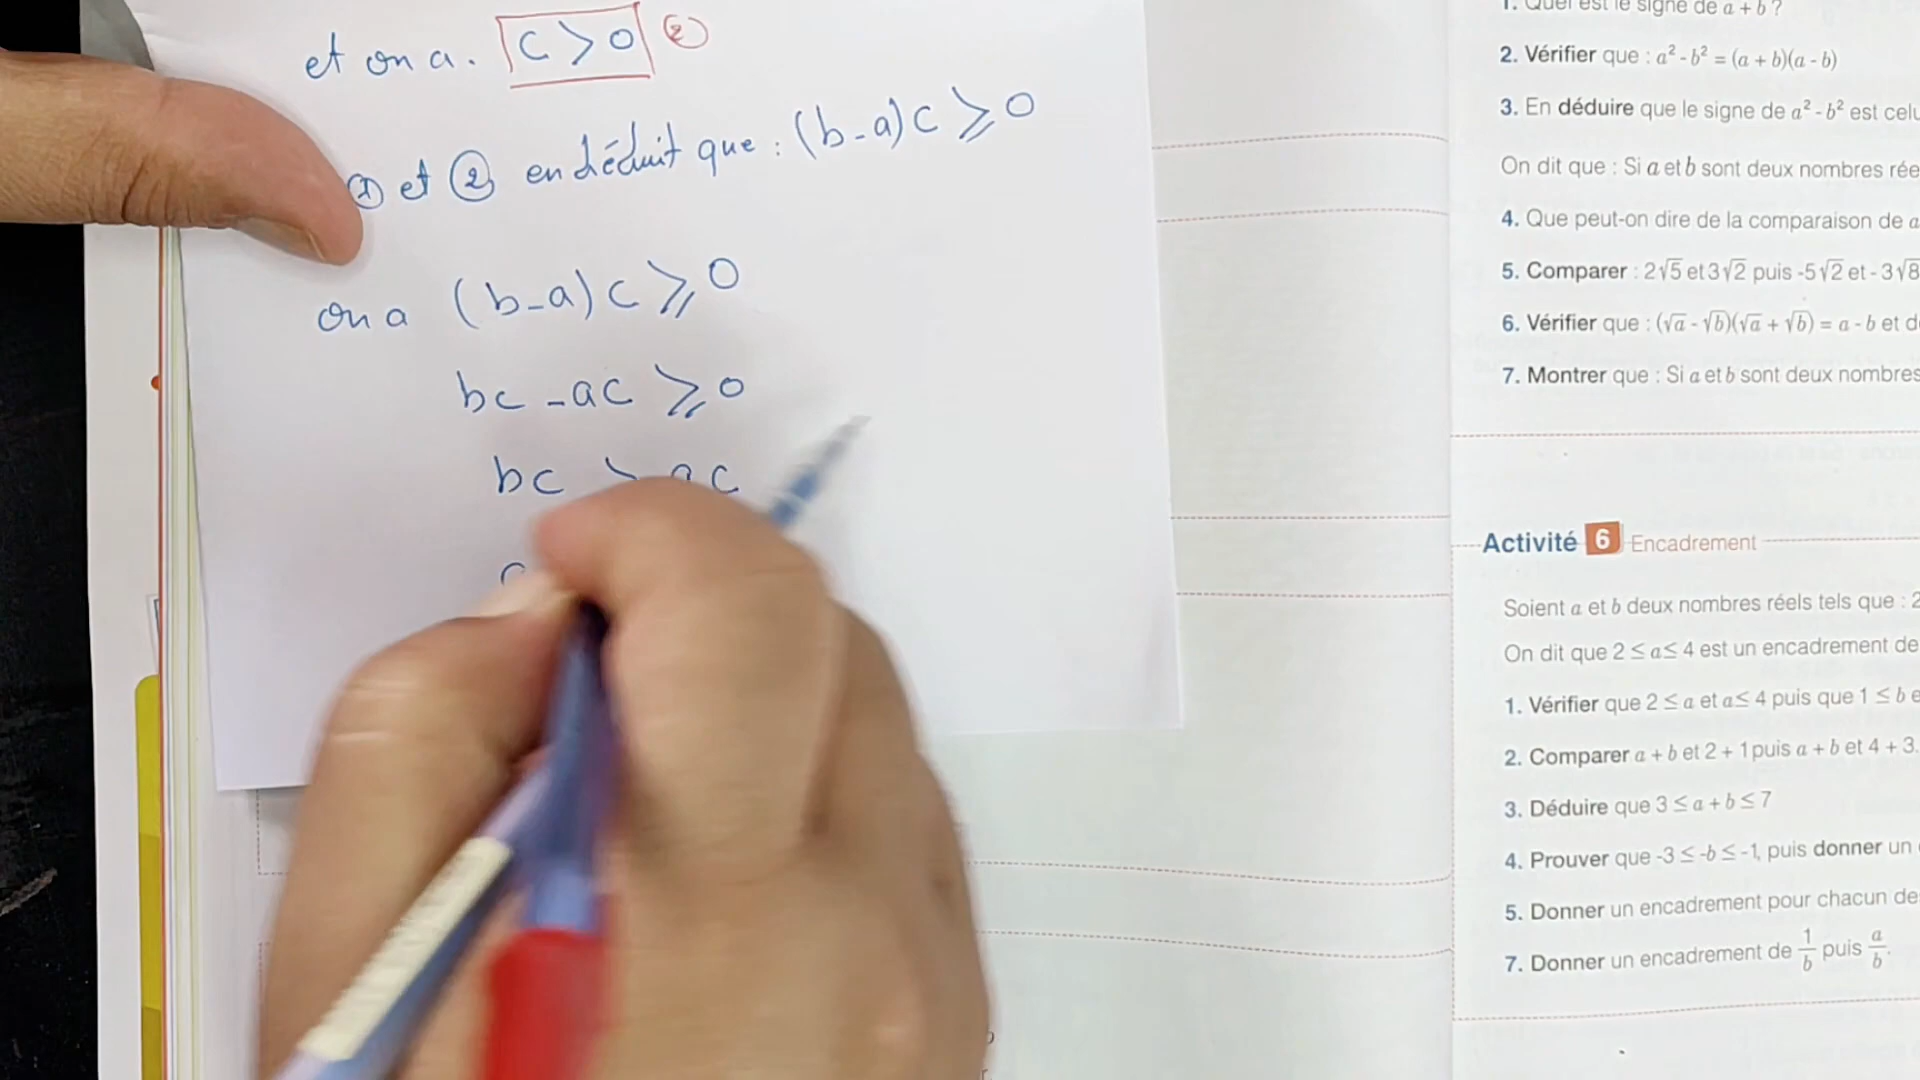 et on a. C > 0 ②
① et ② en déduit que : (b-a)c ⩾ 0
on a (b-a)c ⩾ 0
bc -ac ⩾ 0
bc ac
1. Quel est le signe de a + b ?
2. Vérifier que : a² - b² = (a + b)(a - b)
3. En déduire que le signe de a² - b² est
On dit que : Si a et b sont deux nombres
4. Que peut-on dire de la comparaison de a
5. Comparer : 2√5 et 3√2 puis -5√2 et -3√8
6. Vérifier que : (√a - √b)(√a + √b) = a - b et
7. Montrer que : Si a et b sont deux nombres
Activité 6 Encadrement
Soient a et b deux nombres réels tels que : 2
On dit que 2 ≤ a ≤ 4 est un encadrement de
1. Vérifier que 2 ≤ a et a ≤ 4 puis que 1 ≤ b
2. Comparer a + b et 2 + 1 puis a + b et 4 + 3.
3. Déduire que 3 ≤ a + b ≤ 7
4. Prouver que -3 ≤ -b ≤ -1, puis donner un
5. Donner un encadrement pour chacun
7. Donner un encadrement de 1/b puis a/b.